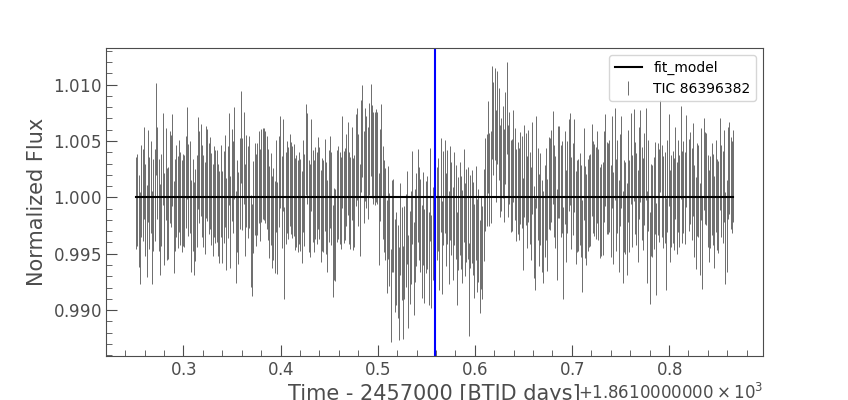 1.010
1.005
1.000
0.995
0.990
Normalized Flux
fit_model
TIC 86396382
0.3 0.4 0.5 0.6 0.7 0.8
Time - 2457000 [BTJD days]
+1.8610000000 × 10³